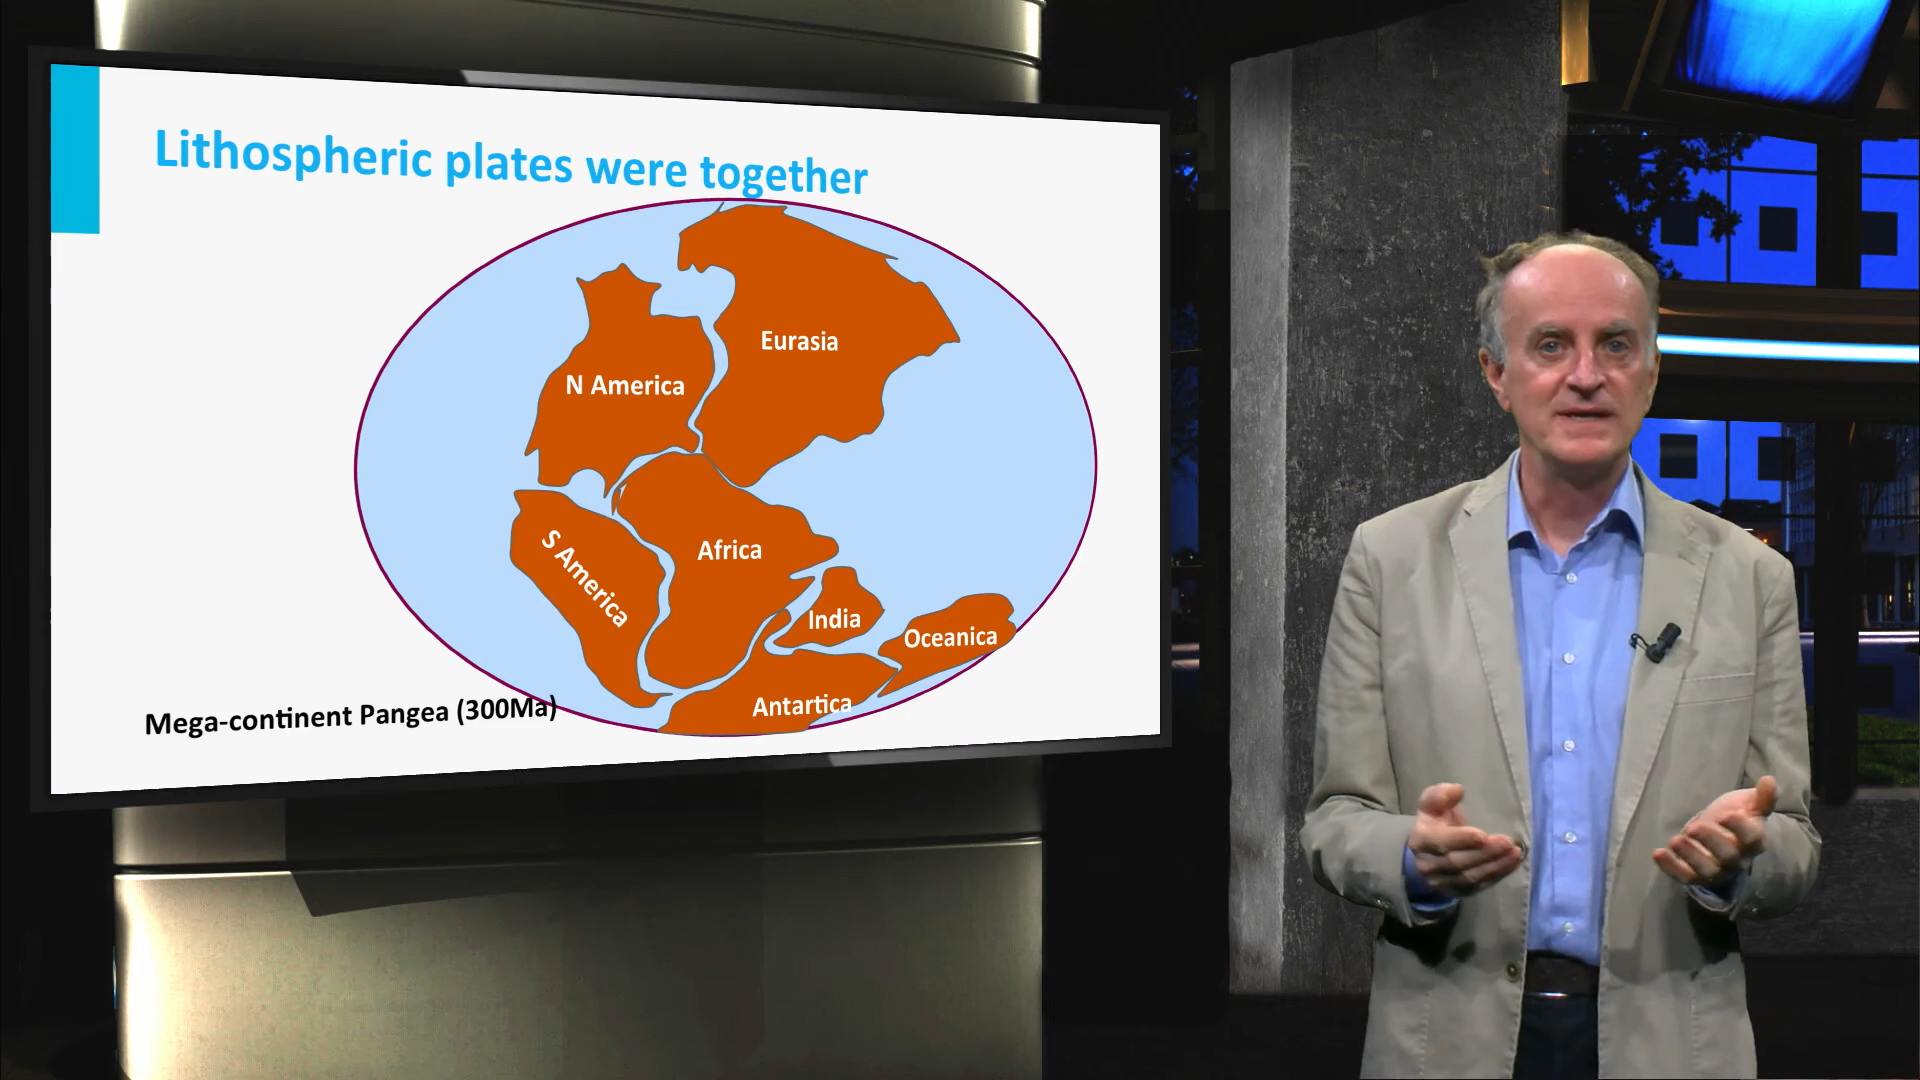 Lithospheric plates were together
Eurasia
N America
S America
Africa
India
Oceanica
Antartica
Mega-continent Pangea (300Ma)